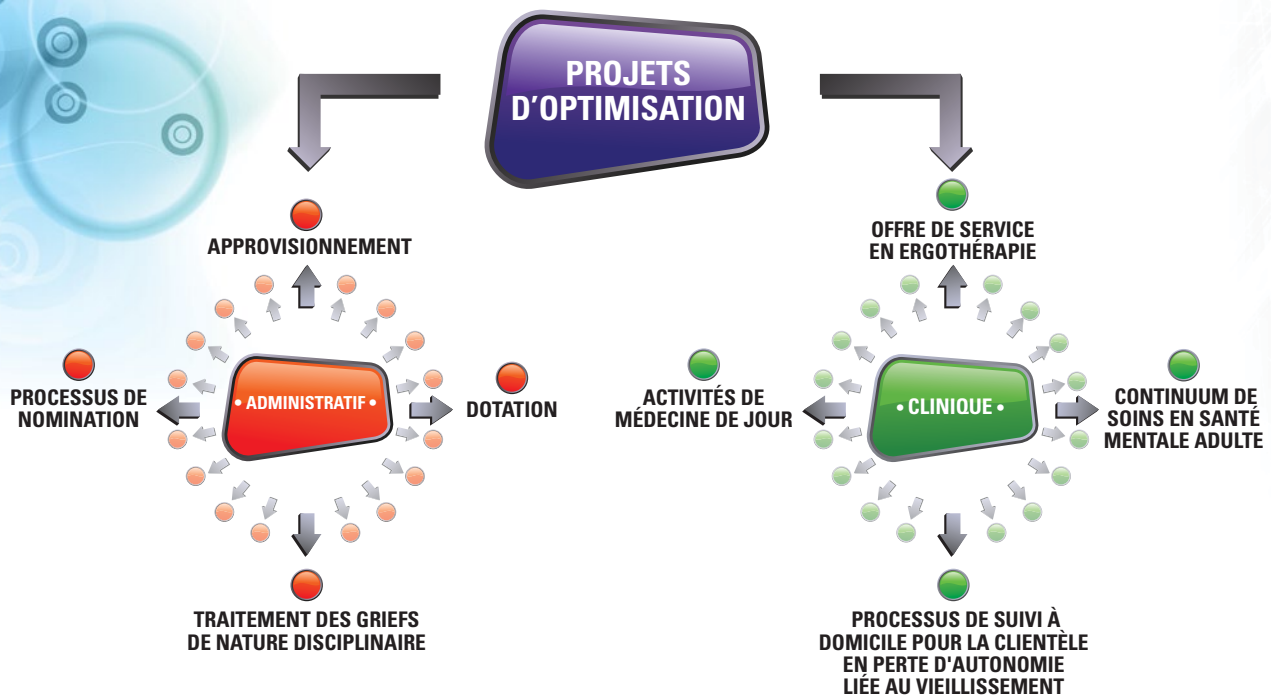 PROJETS
D'OPTIMISATION
APPROVISIONNEMENT
PROCESSUS DE
NOMINATION
• ADMINISTRATIF •
DOTATION
TRAITEMENT DES GRIEFS
DE NATURE DISCIPLINAIRE
OFFRE DE SERVICE
EN ERGOTHÉRAPIE
ACTIVITÉS DE
MÉDECINE DE JOUR
• CLINIQUE •
CONTINUUM DE
SOINS EN SANTÉ
MENTALE ADULTE
PROCESSUS DE SUIVI À
DOMICILE POUR LA CLIENTÈLE
EN PERTE D'AUTONOMIE
LIÉE AU VIEILLISSEMENT